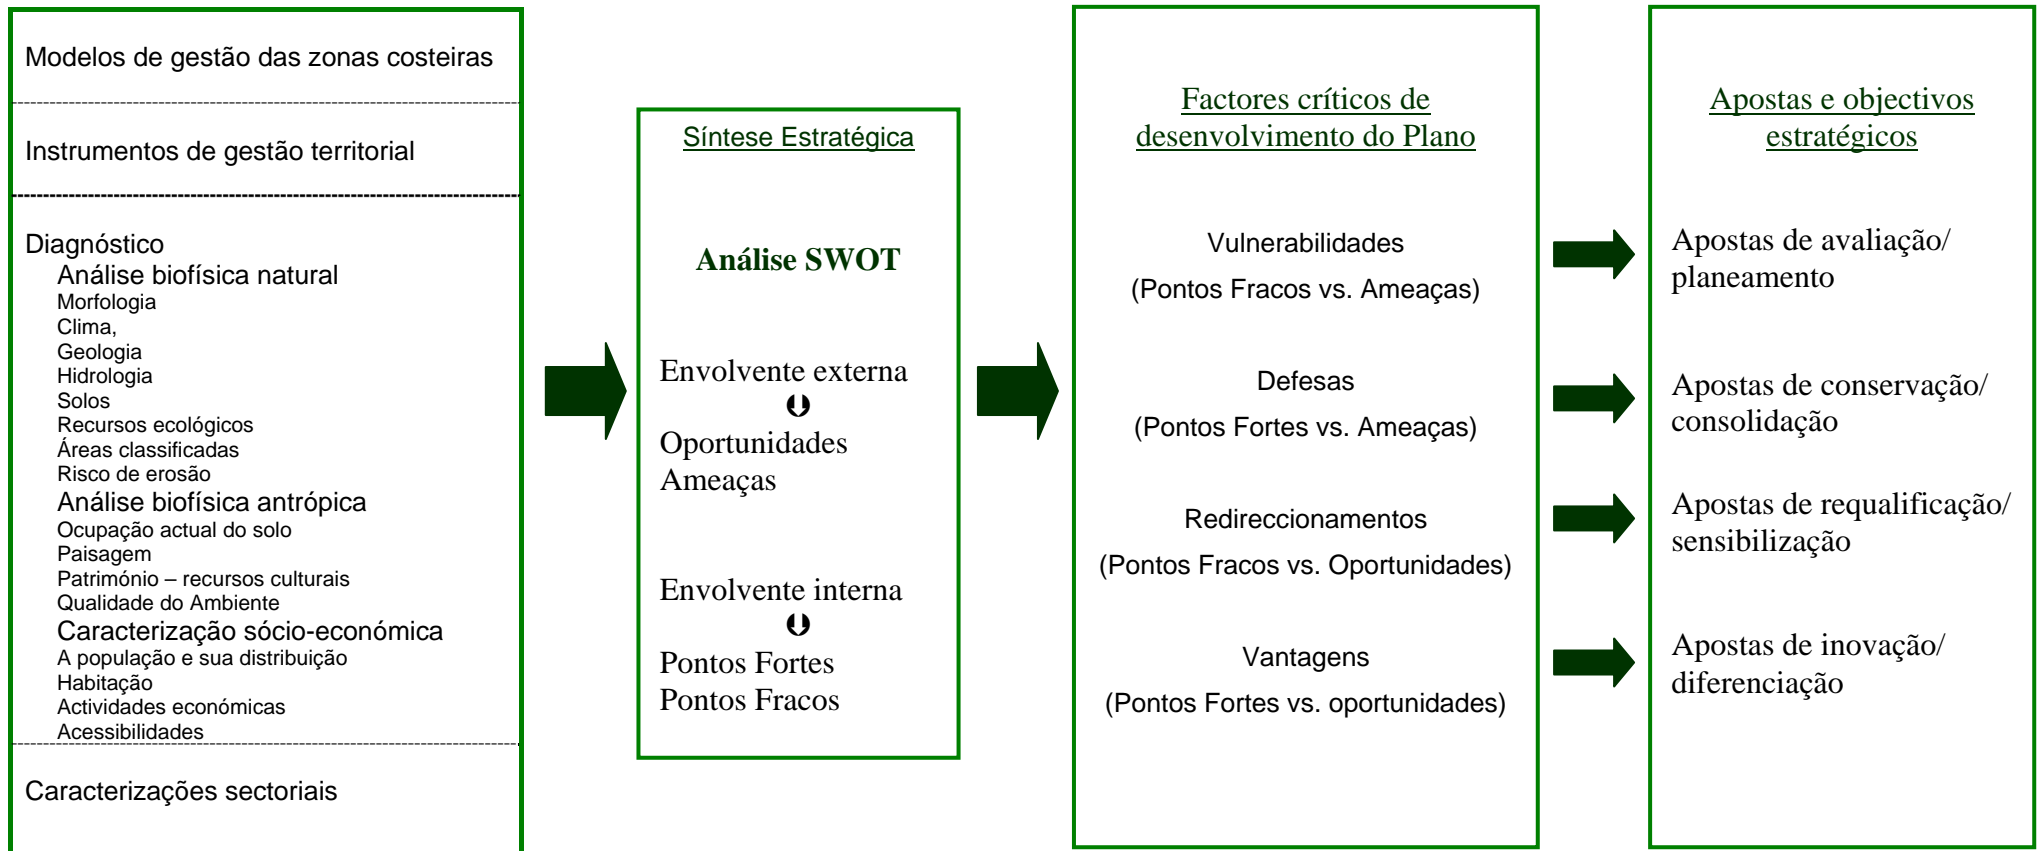 Modelos de gestão das zonas costeiras
Instrumentos de gestão territorial
Diagnóstico
Análise biofísica natural
Morfologia
Clima,
Geologia
Hidrologia
Solos
Recursos ecológicos
Áreas classificadas
Risco de erosão
Análise biofísica antrópica
Ocupação actual do solo
Paisagem
Património – recursos culturais
Qualidade do Ambiente
Caracterização sócio-económica
A população e sua distribuição
Habitação
Actividades económicas
Acessibilidades
Caracterizações sectoriais
Síntese Estratégica
Análise SWOT
Envolvente externa
Oportunidades
Ameaças
Envolvente interna
Pontos Fortes
Pontos Fracos
Factores críticos de
desenvolvimento do Plano
Vulnerabilidades
(Pontos Fracos vs. Ameaças)
Defesas
(Pontos Fortes vs. Ameaças)
Redireccionamentos
(Pontos Fracos vs. Oportunidades)
Vantagens
(Pontos Fortes vs. oportunidades)
Apostas e objectivos
estratégicos
Apostas de avaliação/
planeamento
Apostas de conservação/
consolidação
Apostas de requalificação/
sensibilização
Apostas de inovação/
diferenciação